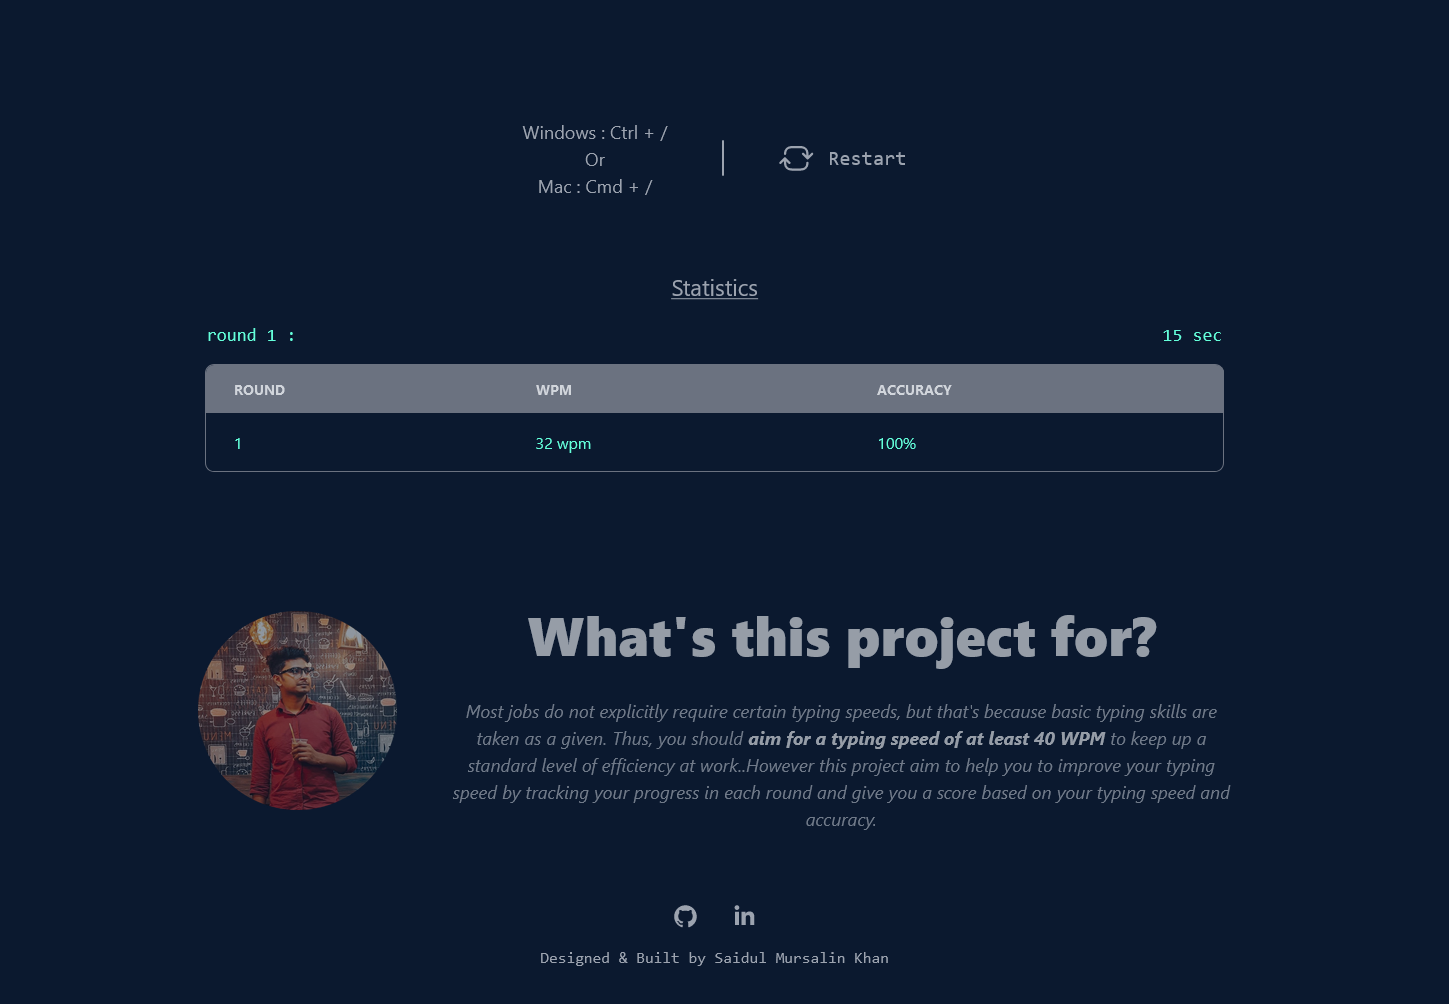 Windows : Ctrl + /
Or
Mac : Cmd + /
Restart
Statistics
round 1 :
15 sec
ROUND WPM ACCURACY
1 32 wpm 100%
What's this project for?
Most jobs do not explicitly require certain typing speeds, but that's because basic typing skills are
taken as a given. Thus, you should aim for a typing speed of at least 40 WPM to keep up a
standard level of efficiency at work..However this project aim to help you to improve your typing
speed by tracking your progress in each round and give you a score based on your typing speed and
accuracy.
in
Designed & Built by Saidul Mursalin Khan